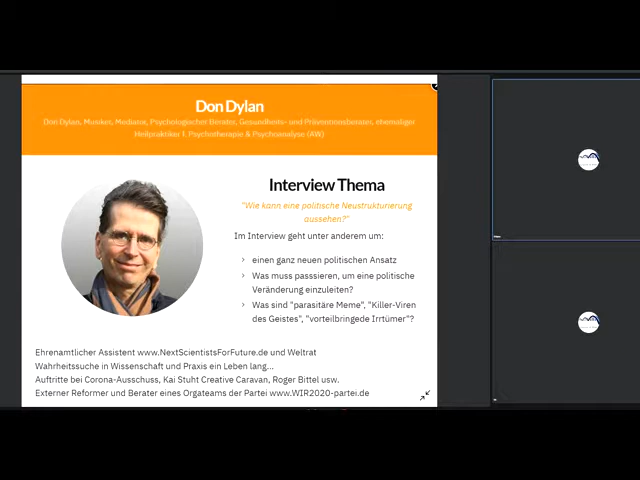 Don Dylan
Don Dylan, Musiker, Mediator, Psychologischer Berater, Gesundheits- und Präventionsberater, ehemaliger
Heilpraktiker f. Psychotherapie & Psychoanalyse (AW)
Interview Thema
"Wie kann eine politische Neustrukturierung
aussehen?"
Im Interview geht unter anderem um:
einen ganz neuen politischen Ansatz
Was muss passsieren, um eine politische
Veränderung einzuleiten?
Was sind "parasitäre Meme", "Killer-Viren
des Geistes", "vorteilbringede Irrtümer"?
Ehrenamtlicher Assistent www.NextScientistsForFuture.de und Weltrat
Wahrheitssuche in Wissenschaft und Praxis ein Leben lang...
Auftritte bei Corona-Ausschuss, Kai Stuht Creative Caravan, Roger Bittel usw.
Externer Reformer und Berater eines Orgateams der Partei www.WIR2020-partei.de